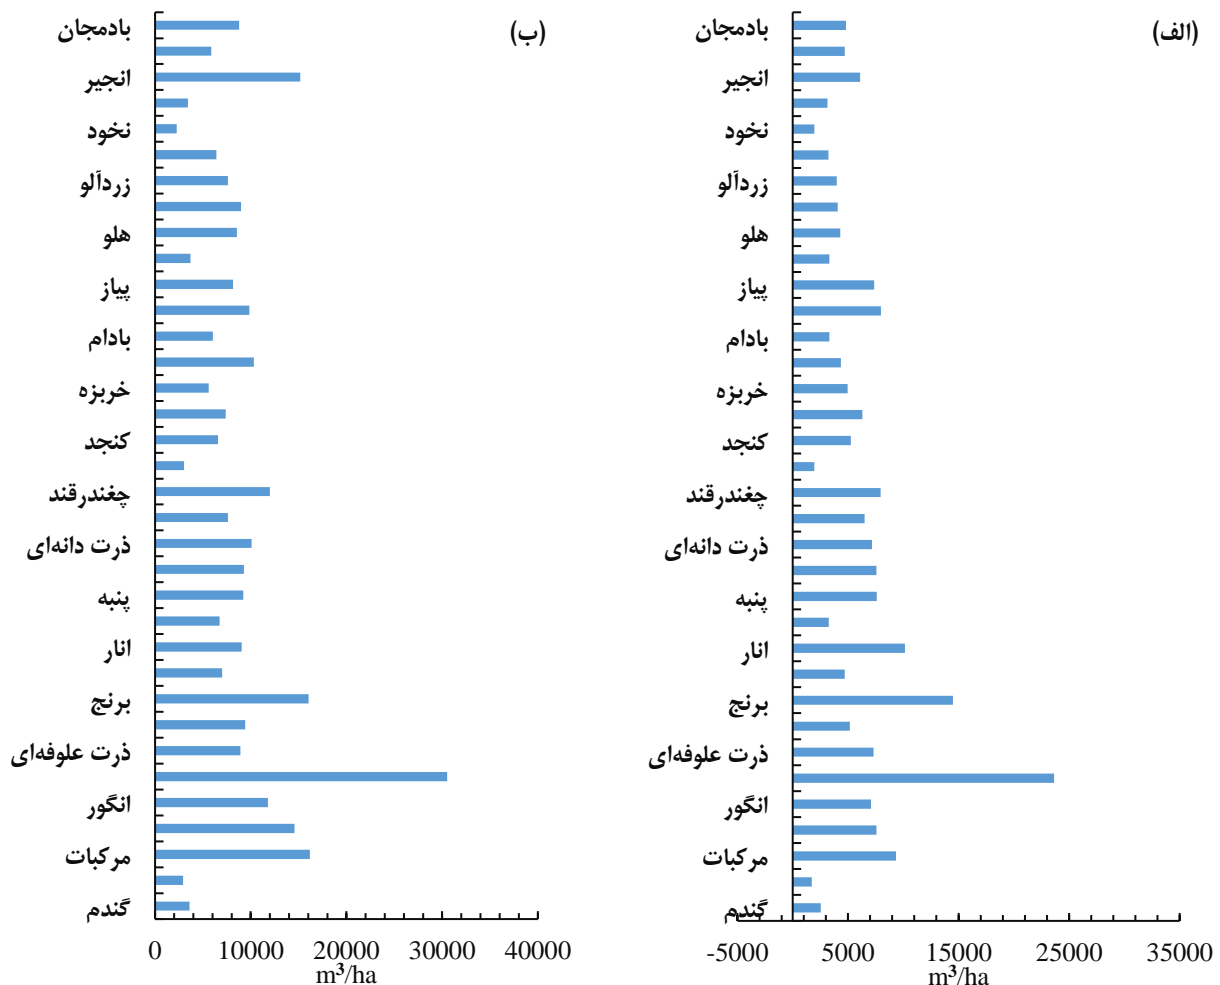 (ب)
بادمجان
انجیر
نخود
زردآلو
هلو
پیاز
بادام
خربزه
کنجد
چغندرقند
ذرت دانه‌ای
پنبه
انار
برنج
ذرت علوفه‌ای
انگور
مرکبات
گندم
0 10000 20000 30000 40000
m³/ha
(الف)
بادمجان
انجیر
نخود
زردآلو
هلو
پیاز
بادام
خربزه
کنجد
چغندرقند
ذرت دانه‌ای
پنبه
انار
برنج
ذرت علوفه‌ای
انگور
مرکبات
گندم
-5000 5000 15000 25000 35000
m³/ha